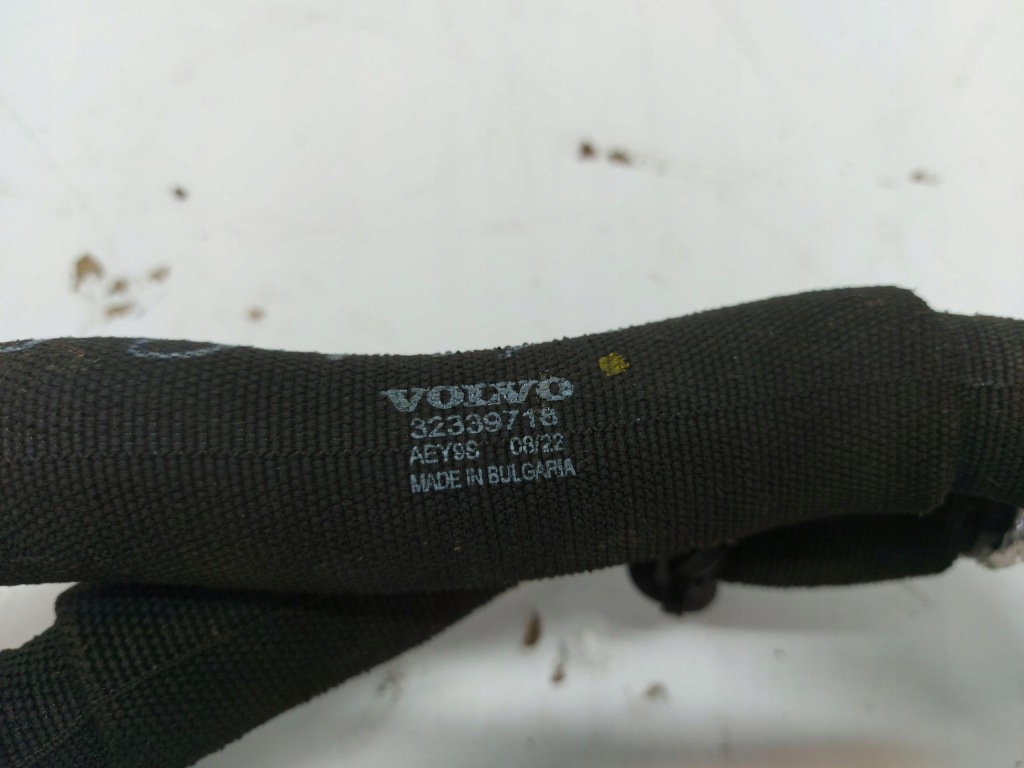 VOLVO
32339718
AEY9S 08/22
MADE IN BULGARIA